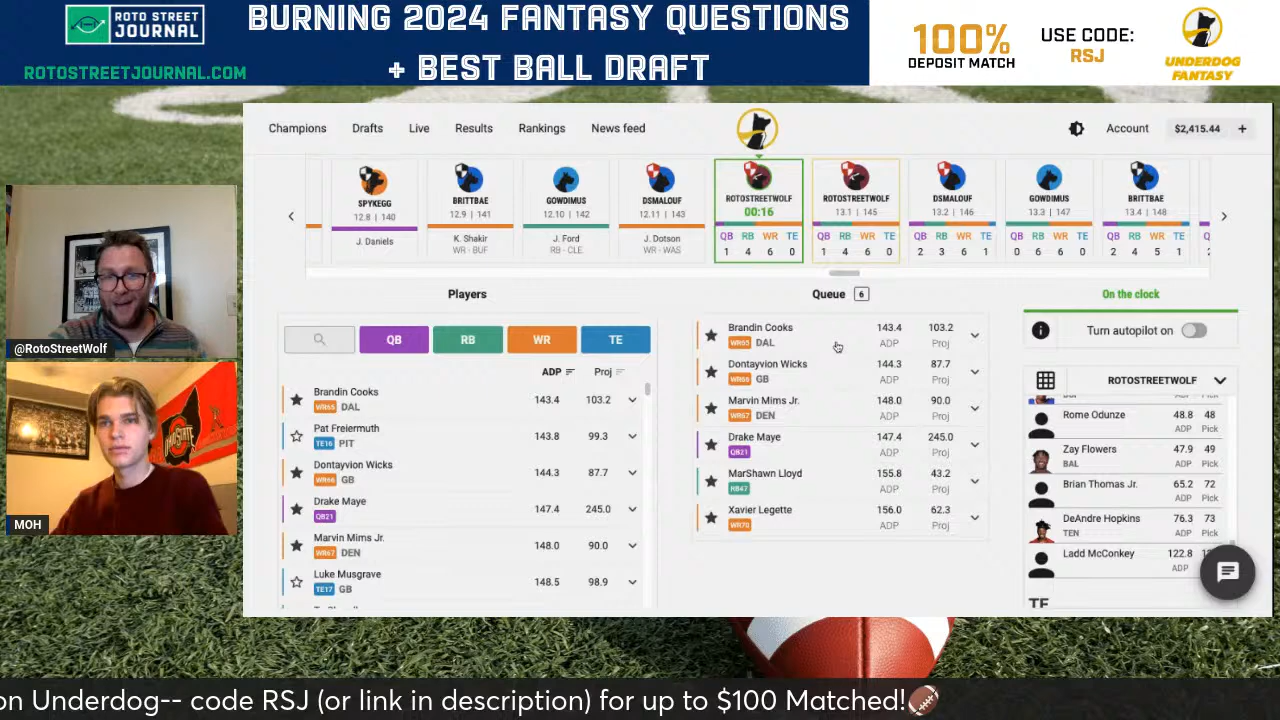 ROTO STREET
JOURNAL
ROTOSTREETJOURNAL.COM
BURNING 2024 FANTASY QUESTIONS
+ BEST BALL DRAFT
100%
DEPOSIT MATCH
USE CODE:
RSJ
UNDERDOG
FANTASY
Champions Drafts Live Results Rankings News feed
Account $2,415.44 +
SPYKEGG
12.8 | 140
J. Daniels
BRITTBAE
12.9 | 141
K. Shakir
WR - BUF
GOWDIMUS
12.10 | 142
J. Ford
RB - CLE
DSMALOUF
12.11 | 143
J. Dotson
WR - WAS
ROTOSTREETWOLF
00:16
QB RB WR TE
1 4 6 0
ROTOSTREETWOLF
13.1 | 145
QB RB WR TE
1 4 6 0
DSMALOUF
13.2 | 146
QB RB WR TE
2 3 6 1
GOWDIMUS
13.3 | 147
QB RB WR TE
0 6 6 0
BRITTBAE
13.4 | 148
QB RB WR TE
2 4 5 1
Players
QB RB WR TE
ADP Proj
Brandin Cooks
WR65 DAL 143.4 103.2
Pat Freiermuth
TE16 PIT 143.8 99.3
Dontayvion Wicks
WR66 GB 144.3 87.7
Drake Maye
QB21 147.4 245.0
Marvin Mims Jr.
WR67 DEN 148.0 90.0
Luke Musgrave
TE17 GB 148.5 98.9
Queue 6
Brandin Cooks 143.4 103.2
WR65 DAL ADP Proj
Dontayvion Wicks 144.3 87.7
WR66 GB ADP Proj
Marvin Mims Jr. 148.0 90.0
WR67 DEN ADP Proj
Drake Maye 147.4 245.0
QB21 ADP Proj
MarShawn Lloyd 155.8 43.2
RB47 ADP Proj
Xavier Legette 156.0 62.3
WR70 ADP Proj
On the clock
Turn autopilot on
ROTOSTREETWOLF
Rome Odunze 48.8 48
ADP Pick
Zay Flowers 47.9 49
BAL ADP Pick
Brian Thomas Jr. 65.2 72
ADP Pick
DeAndre Hopkins 76.3 73
TEN ADP Pick
Ladd McConkey 122.8
ADP
TE
@RotoStreetWolf
MOH
on Underdog-- code RSJ (or link in description) for up to $100 Matched!